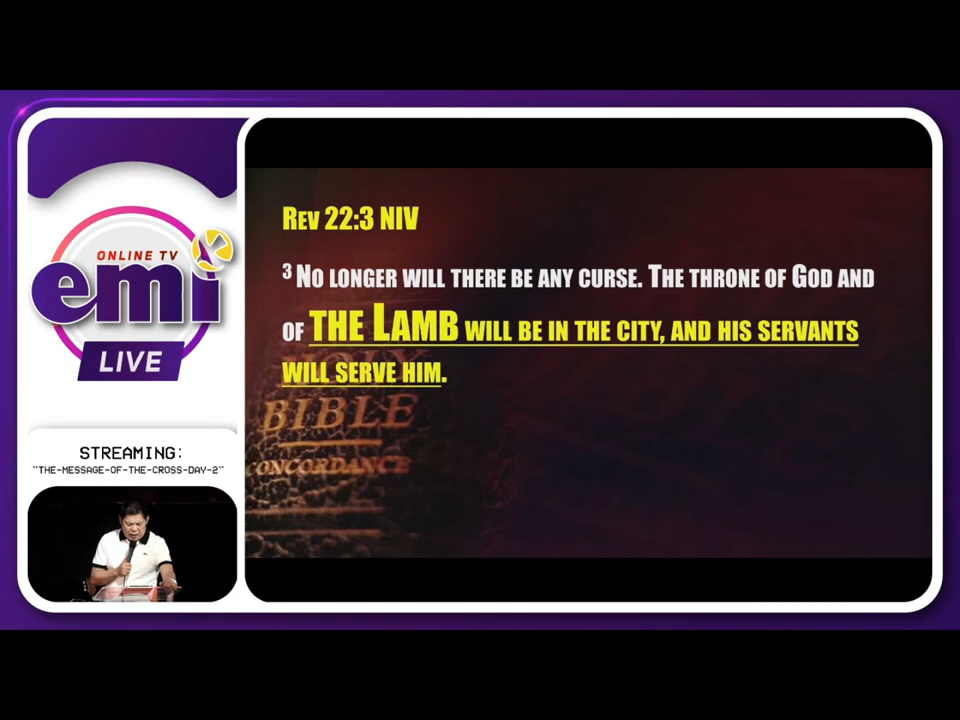 ONLINE TV
emi
LIVE
STREAMING:
"THE-MESSAGE-OF-THE-CROSS-DAY-2"
REV 22:3 NIV
3 NO LONGER WILL THERE BE ANY CURSE. THE THRONE OF GOD AND
OF THE LAMB WILL BE IN THE CITY, AND HIS SERVANTS
WILL SERVE HIM.
HOLY
BIBLE
CONCORDANCE